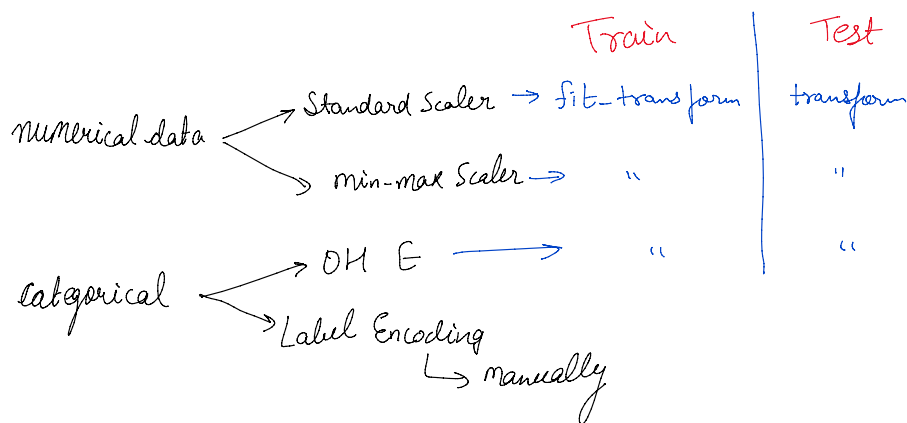 Train Test
Standard Scaler → fit_transform transform
numerical data
min-max Scaler → " "
OH E → " "
categorical
Label Encoding
manually